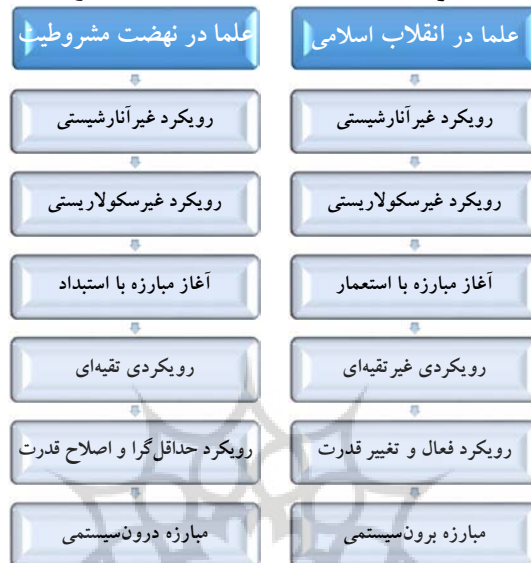 علما در انقلاب اسلامی
رویکرد غیرآنارشیستی
رویکرد غیرسکولاریستی
آغاز مبارزه با استعمار
رویکردی غیرتقیه‌ای
رویکرد فعال و تغییر قدرت
مبارزه برون‌سیستمی
علما در نهضت مشروطیت
رویکرد غیرآنارشیستی
رویکرد غیرسکولاریستی
آغاز مبارزه با استبداد
رویکردی تقیه‌ای
رویکرد حداقل‌گرا و اصلاح قدرت
مبارزه درون‌سیستمی